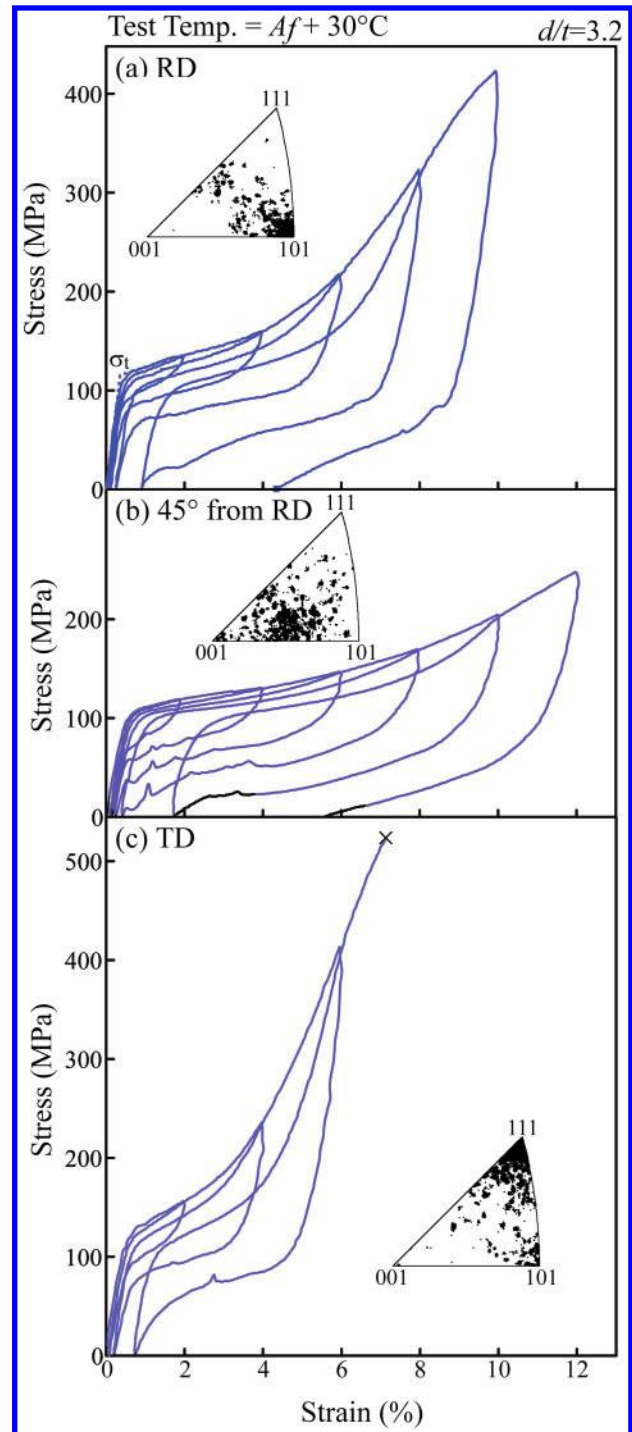 Test Temp. = Af + 30°C d/t=3.2
(a) RD
111
001 101
σt
Stress (MPa)
400
300
200
100
0
(b) 45° from RD
111
001 101
Stress (MPa)
200
100
0
(c) TD
111
001 101
Stress (MPa)
500
400
300
200
100
0
0 2 4 6 8 10 12
Strain (%)